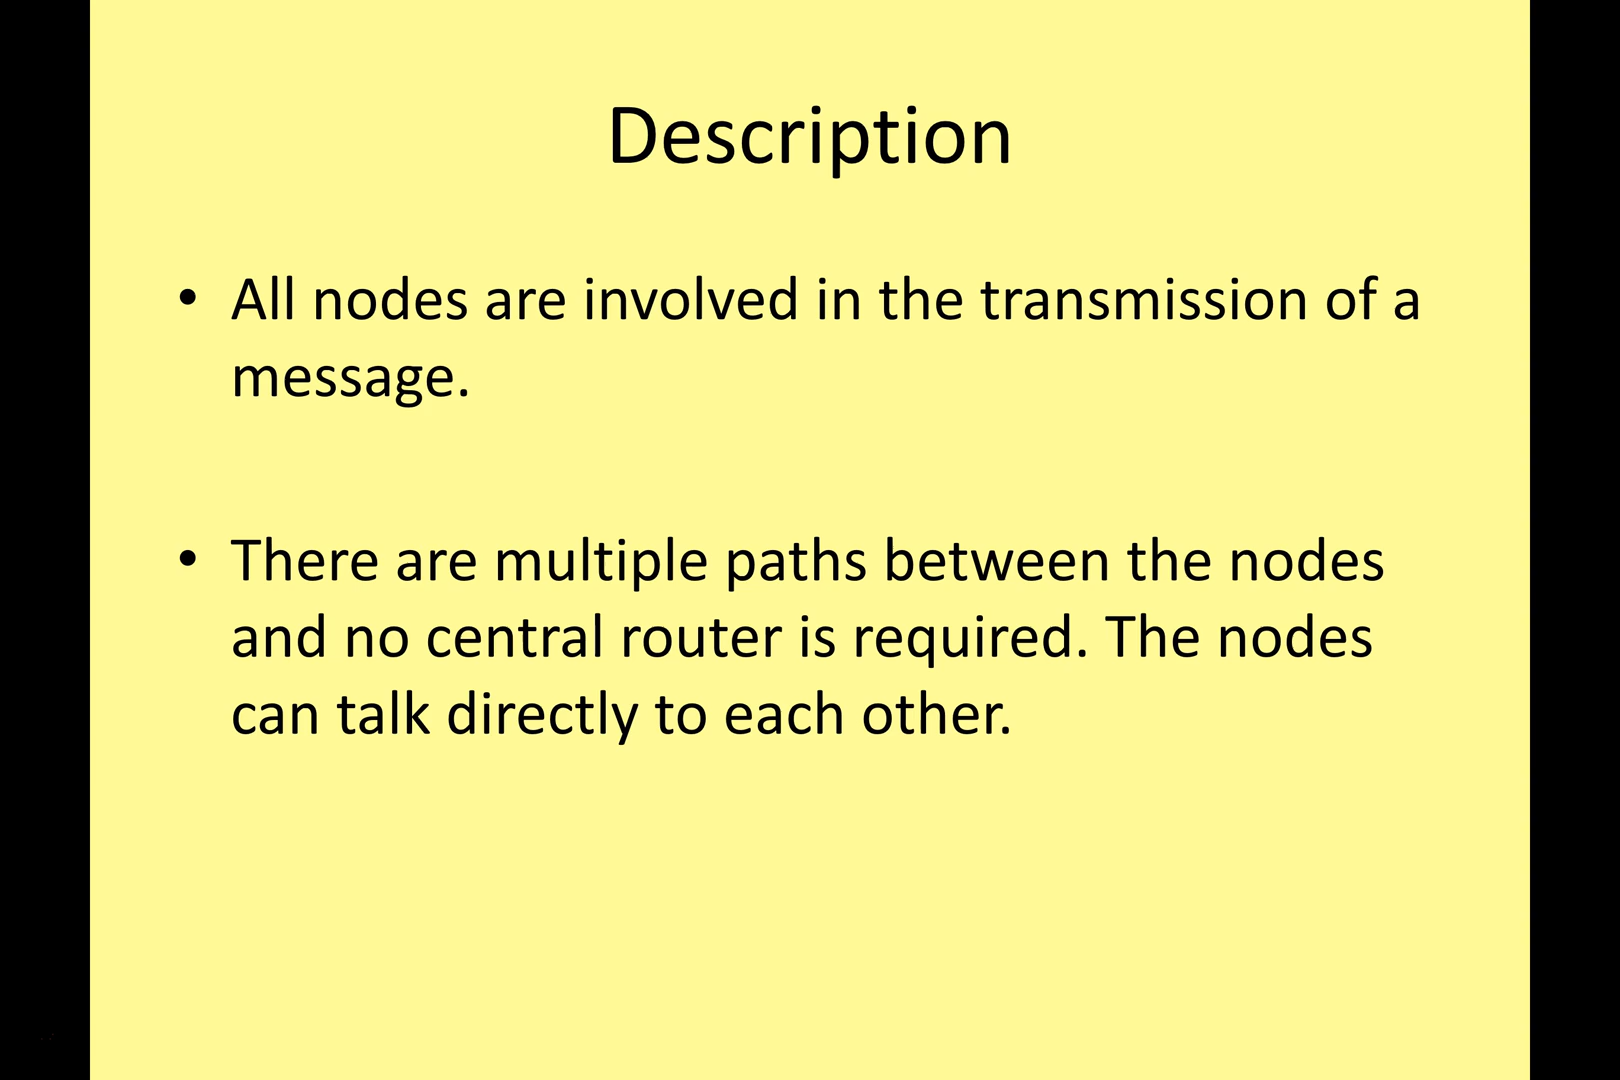 Description
• All nodes are involved in the transmission of a
message.
• There are multiple paths between the nodes
and no central router is required. The nodes
can talk directly to each other.